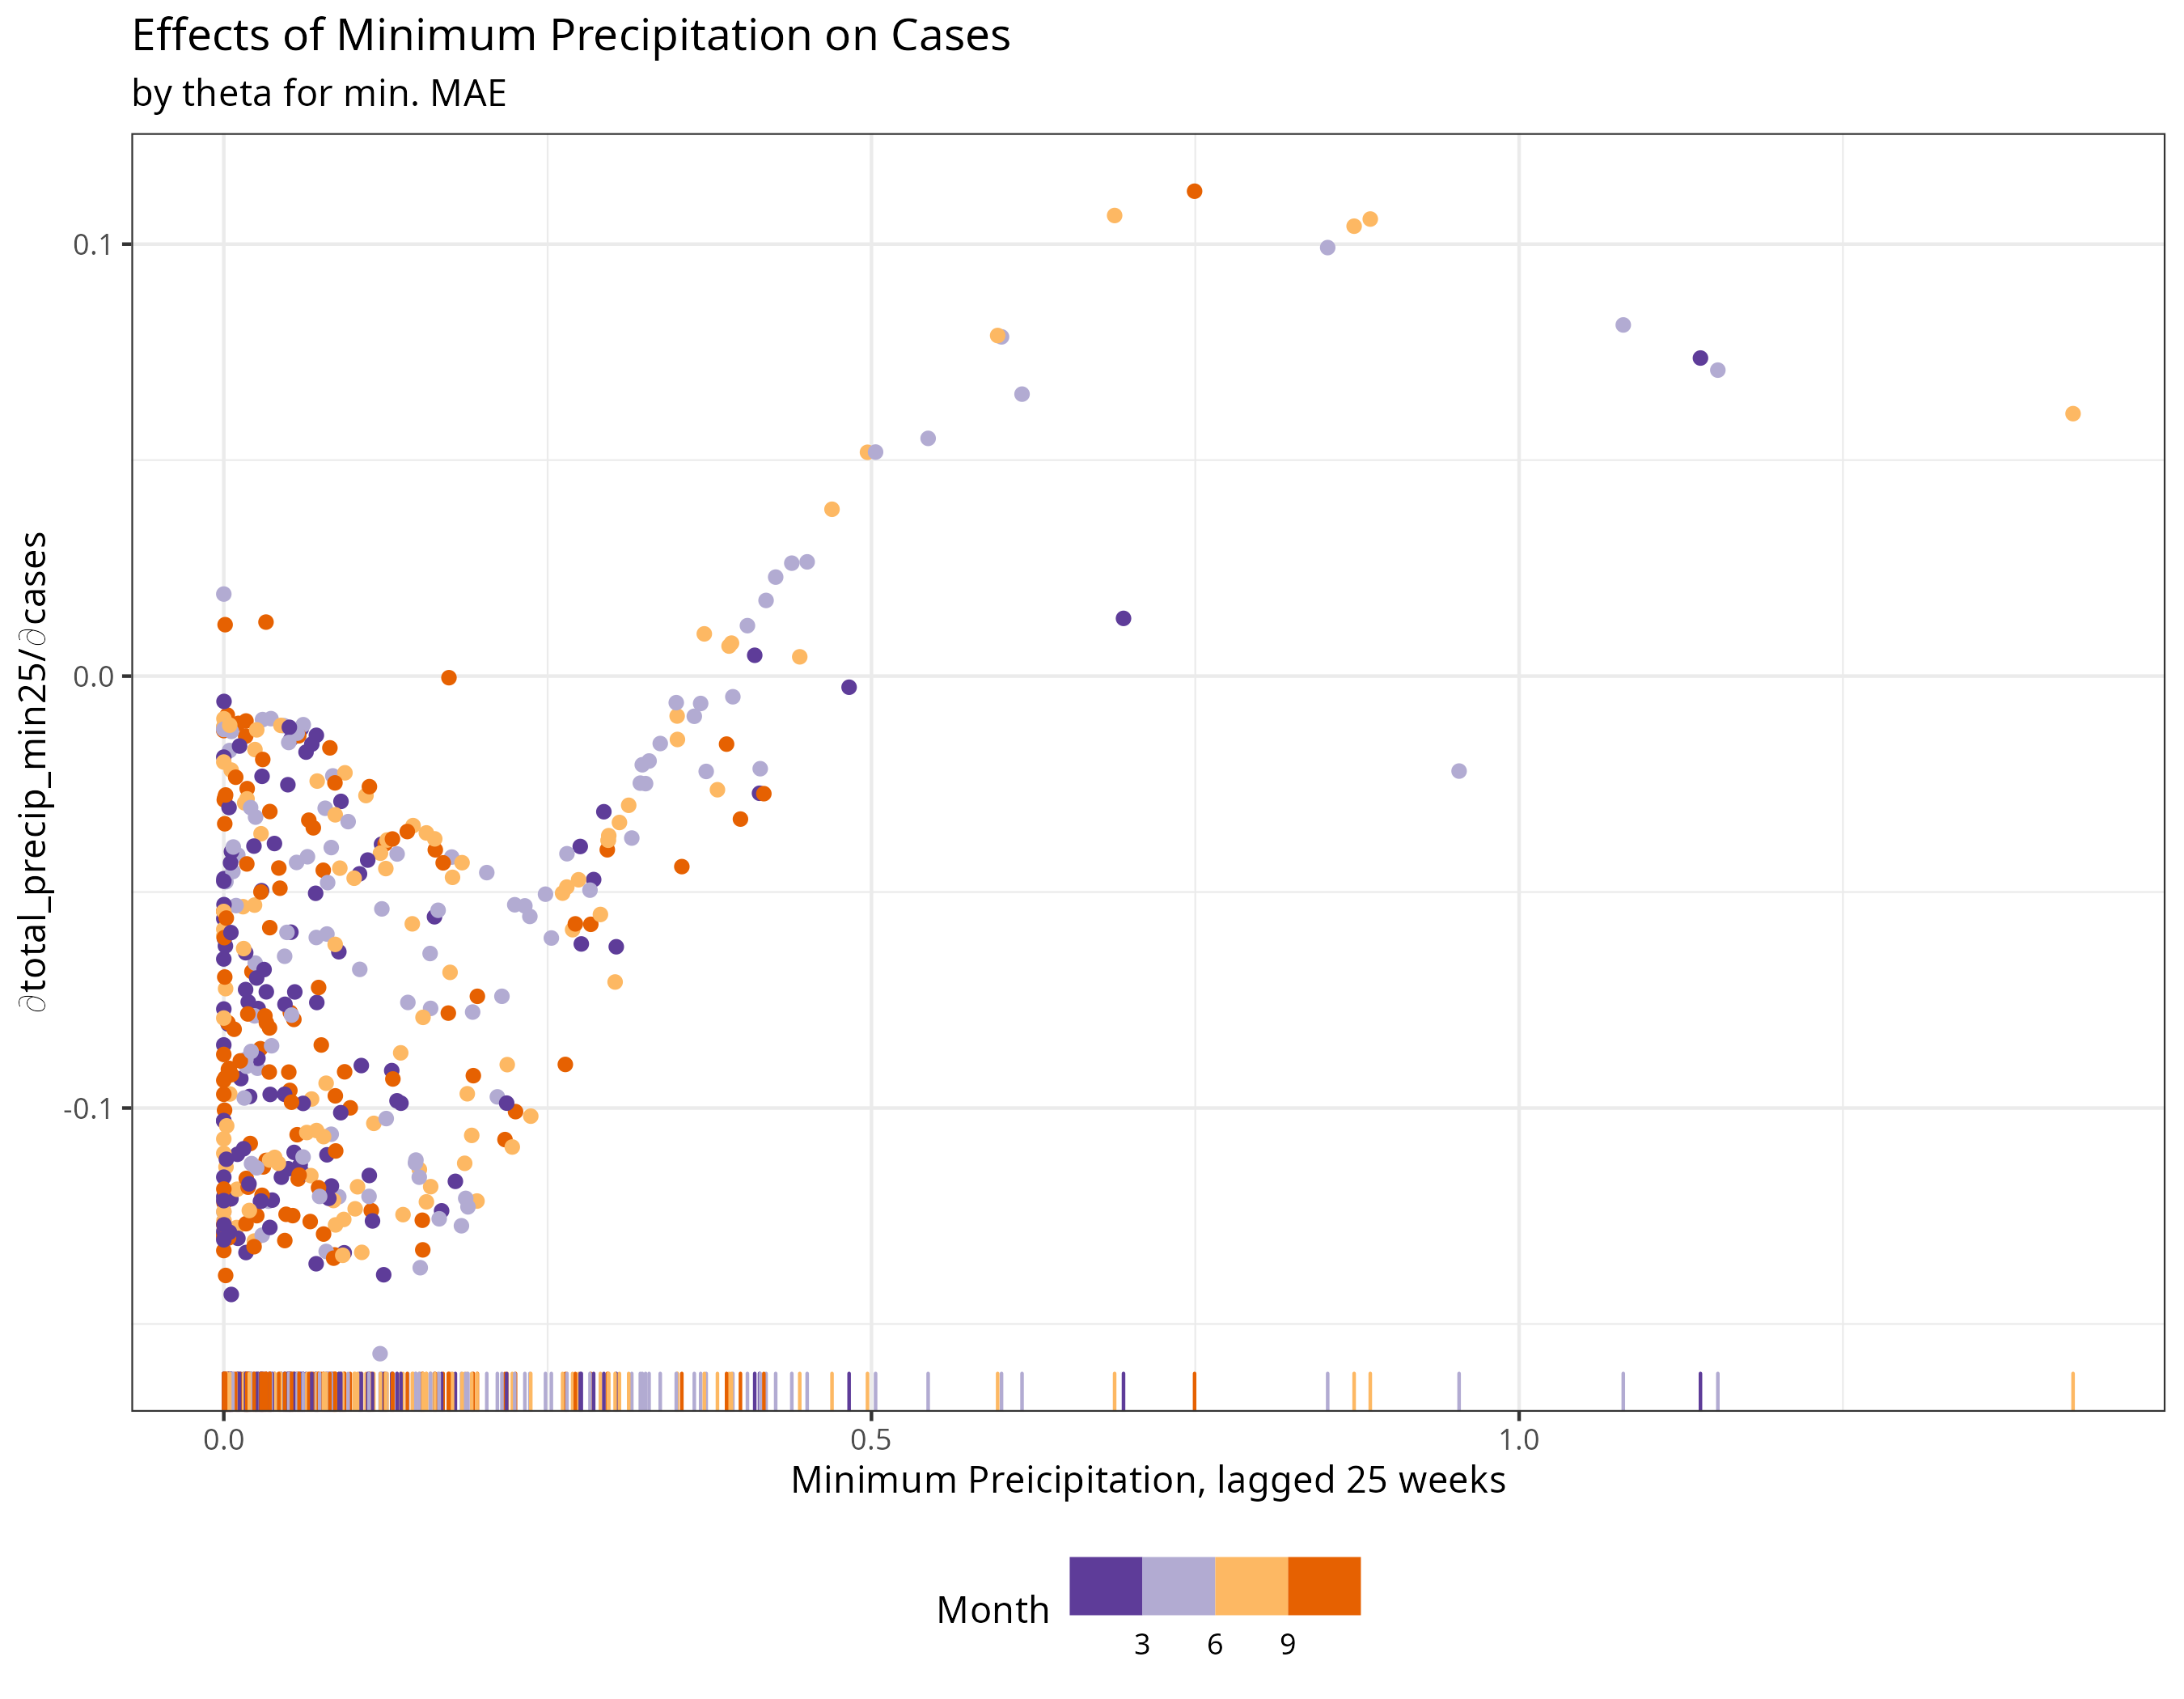 Effects of Minimum Precipitation on Cases
by theta for min. MAE
∂total_precip_min25/∂cases
0.1
0.0
-0.1
0.0
0.5
1.0
Minimum Preicipitation, lagged 25 weeks
Month
3
6
9